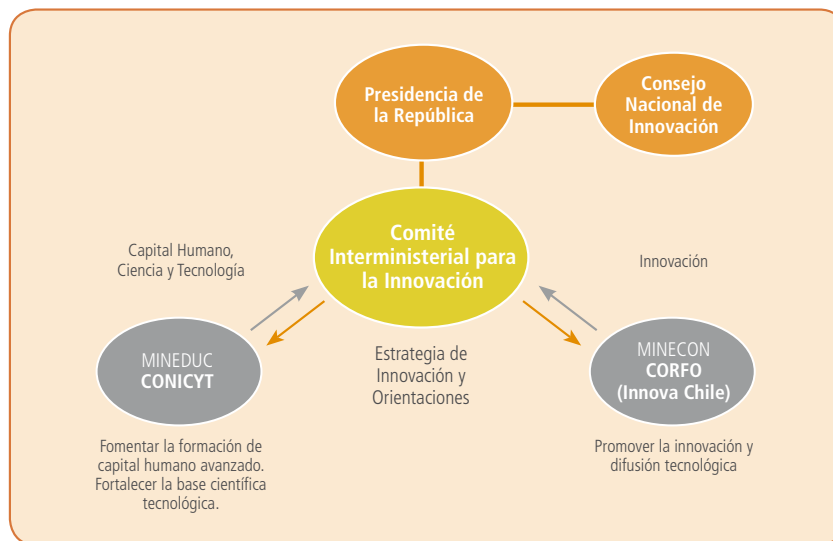 Presidencia de
la República
Consejo
Nacional de
Innovación
Comité
Interministerial para
la Innovación
Capital Humano,
Ciencia y Tecnología
Innovación
MINEDUC
CONICYT
Estrategia de
Innovación y
Orientaciones
MINECON
CORFO
(Innova Chile)
Fomentar la formación de
capital humano avanzado.
Fortalecer la base científica
tecnológica.
Promover la innovación y
difusión tecnológica